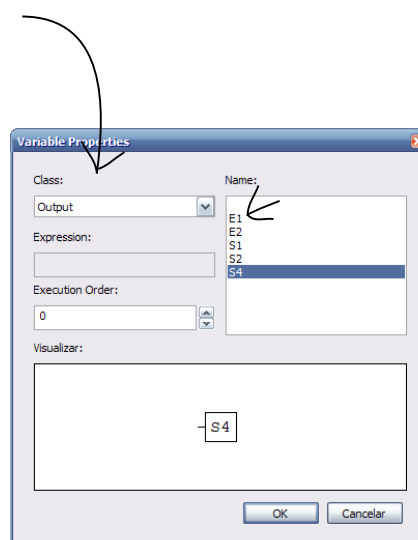 Variable Properties
Class:
Name:
Output
E1
E2
S1
S2
S4
Expression:
Execution Order:
0
Visualizar:
S4
OK
Cancelar